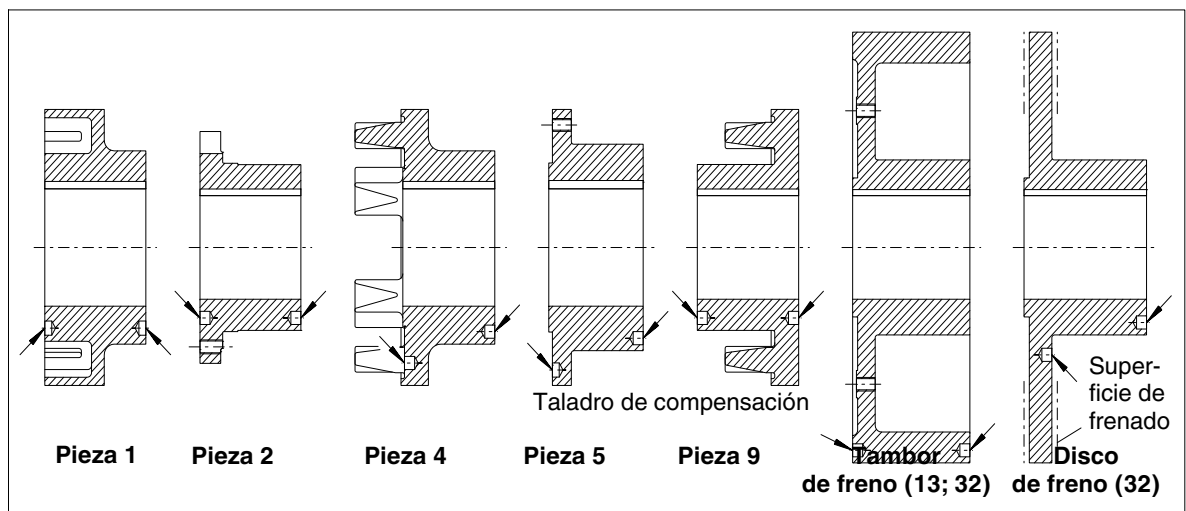 Taladro de compensación
Super-
ficie de
frenado
Pieza 1
Pieza 2
Pieza 4
Pieza 5
Pieza 9
Tambor
de freno (13; 32)
Disco
de freno (32)